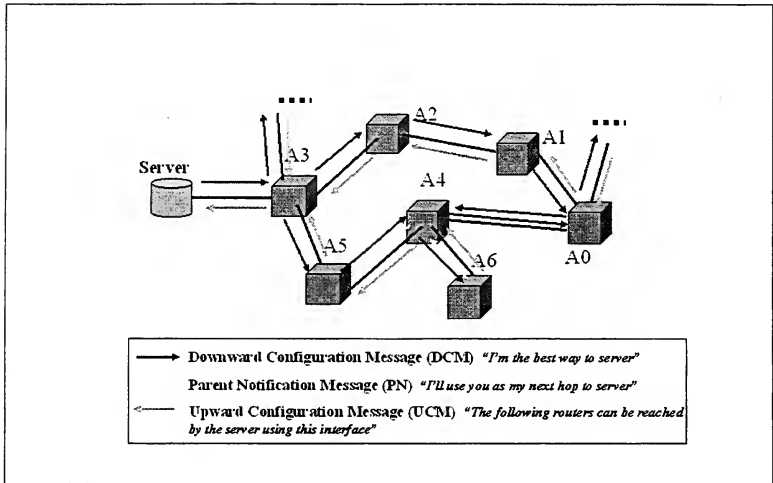 A2
A1
A3
Server
A4
A5
A6
A0
Downward Configuration Message (DCM) "I'm the best way to server"
Parent Notification Message (PN) "I'll use you as my next hop to server"
Upward Configuration Message (UCM) "The following routers can be reached
by the server using this interface"